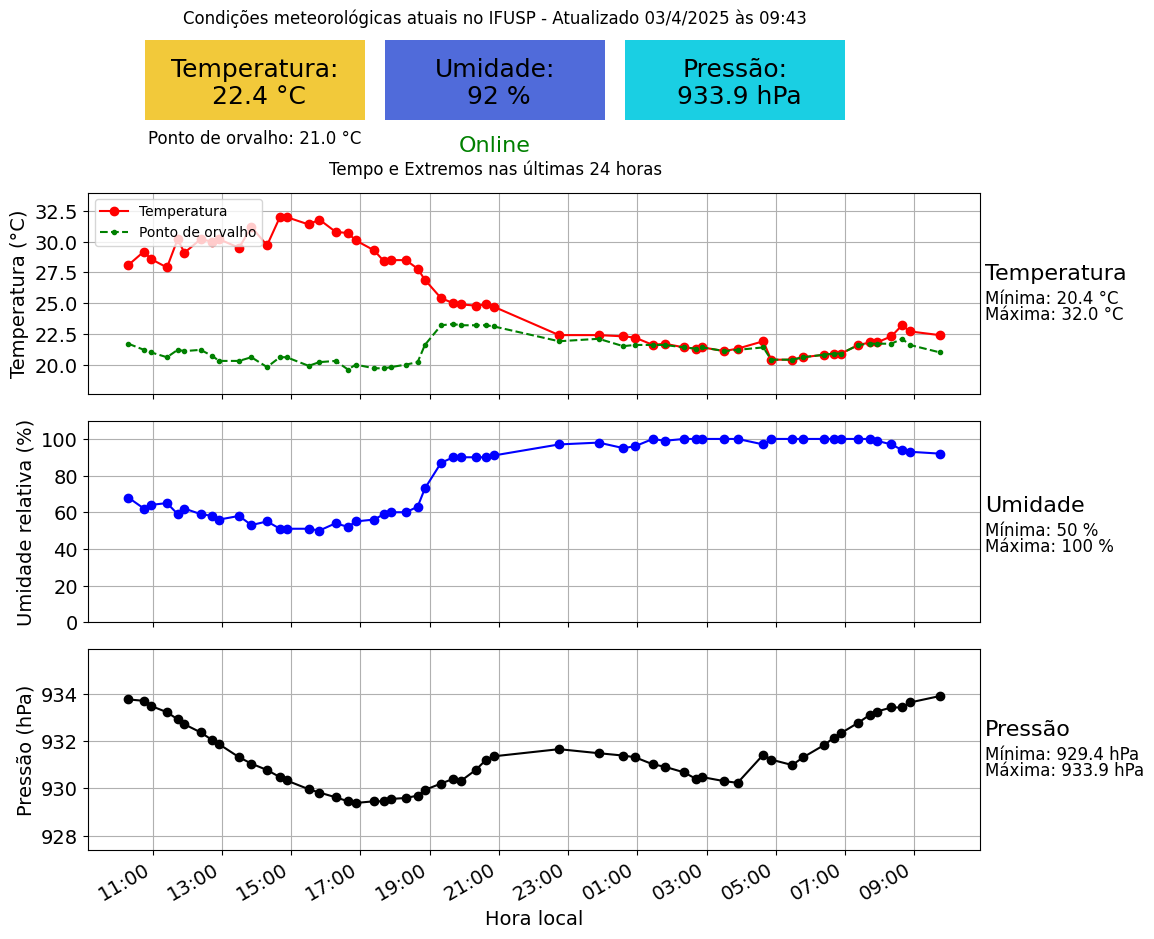 Condições meteorológicas atuais no IFUSP - Atualizado 03/4/2025 às 09:43
Temperatura:
22.4 °C
Umidade:
92 %
Pressão:
933.9 hPa
Ponto de orvalho: 21.0 °C
Online
Tempo e Extremos nas últimas 24 horas
Temperatura (°C)
32.5
30.0
27.5
25.0
22.5
20.0
Temperatura
Ponto de orvalho
Temperatura
Mínima: 20.4 °C
Máxima: 32.0 °C
Umidade relativa (%)
100
80
60
40
20
0
Umidade
Mínima: 50 %
Máxima: 100 %
Pressão (hPa)
934
932
930
928
Pressão
Mínima: 929.4 hPa
Máxima: 933.9 hPa
11:00 13:00 15:00 17:00 19:00 21:00 23:00 01:00 03:00 05:00 07:00 09:00
Hora local